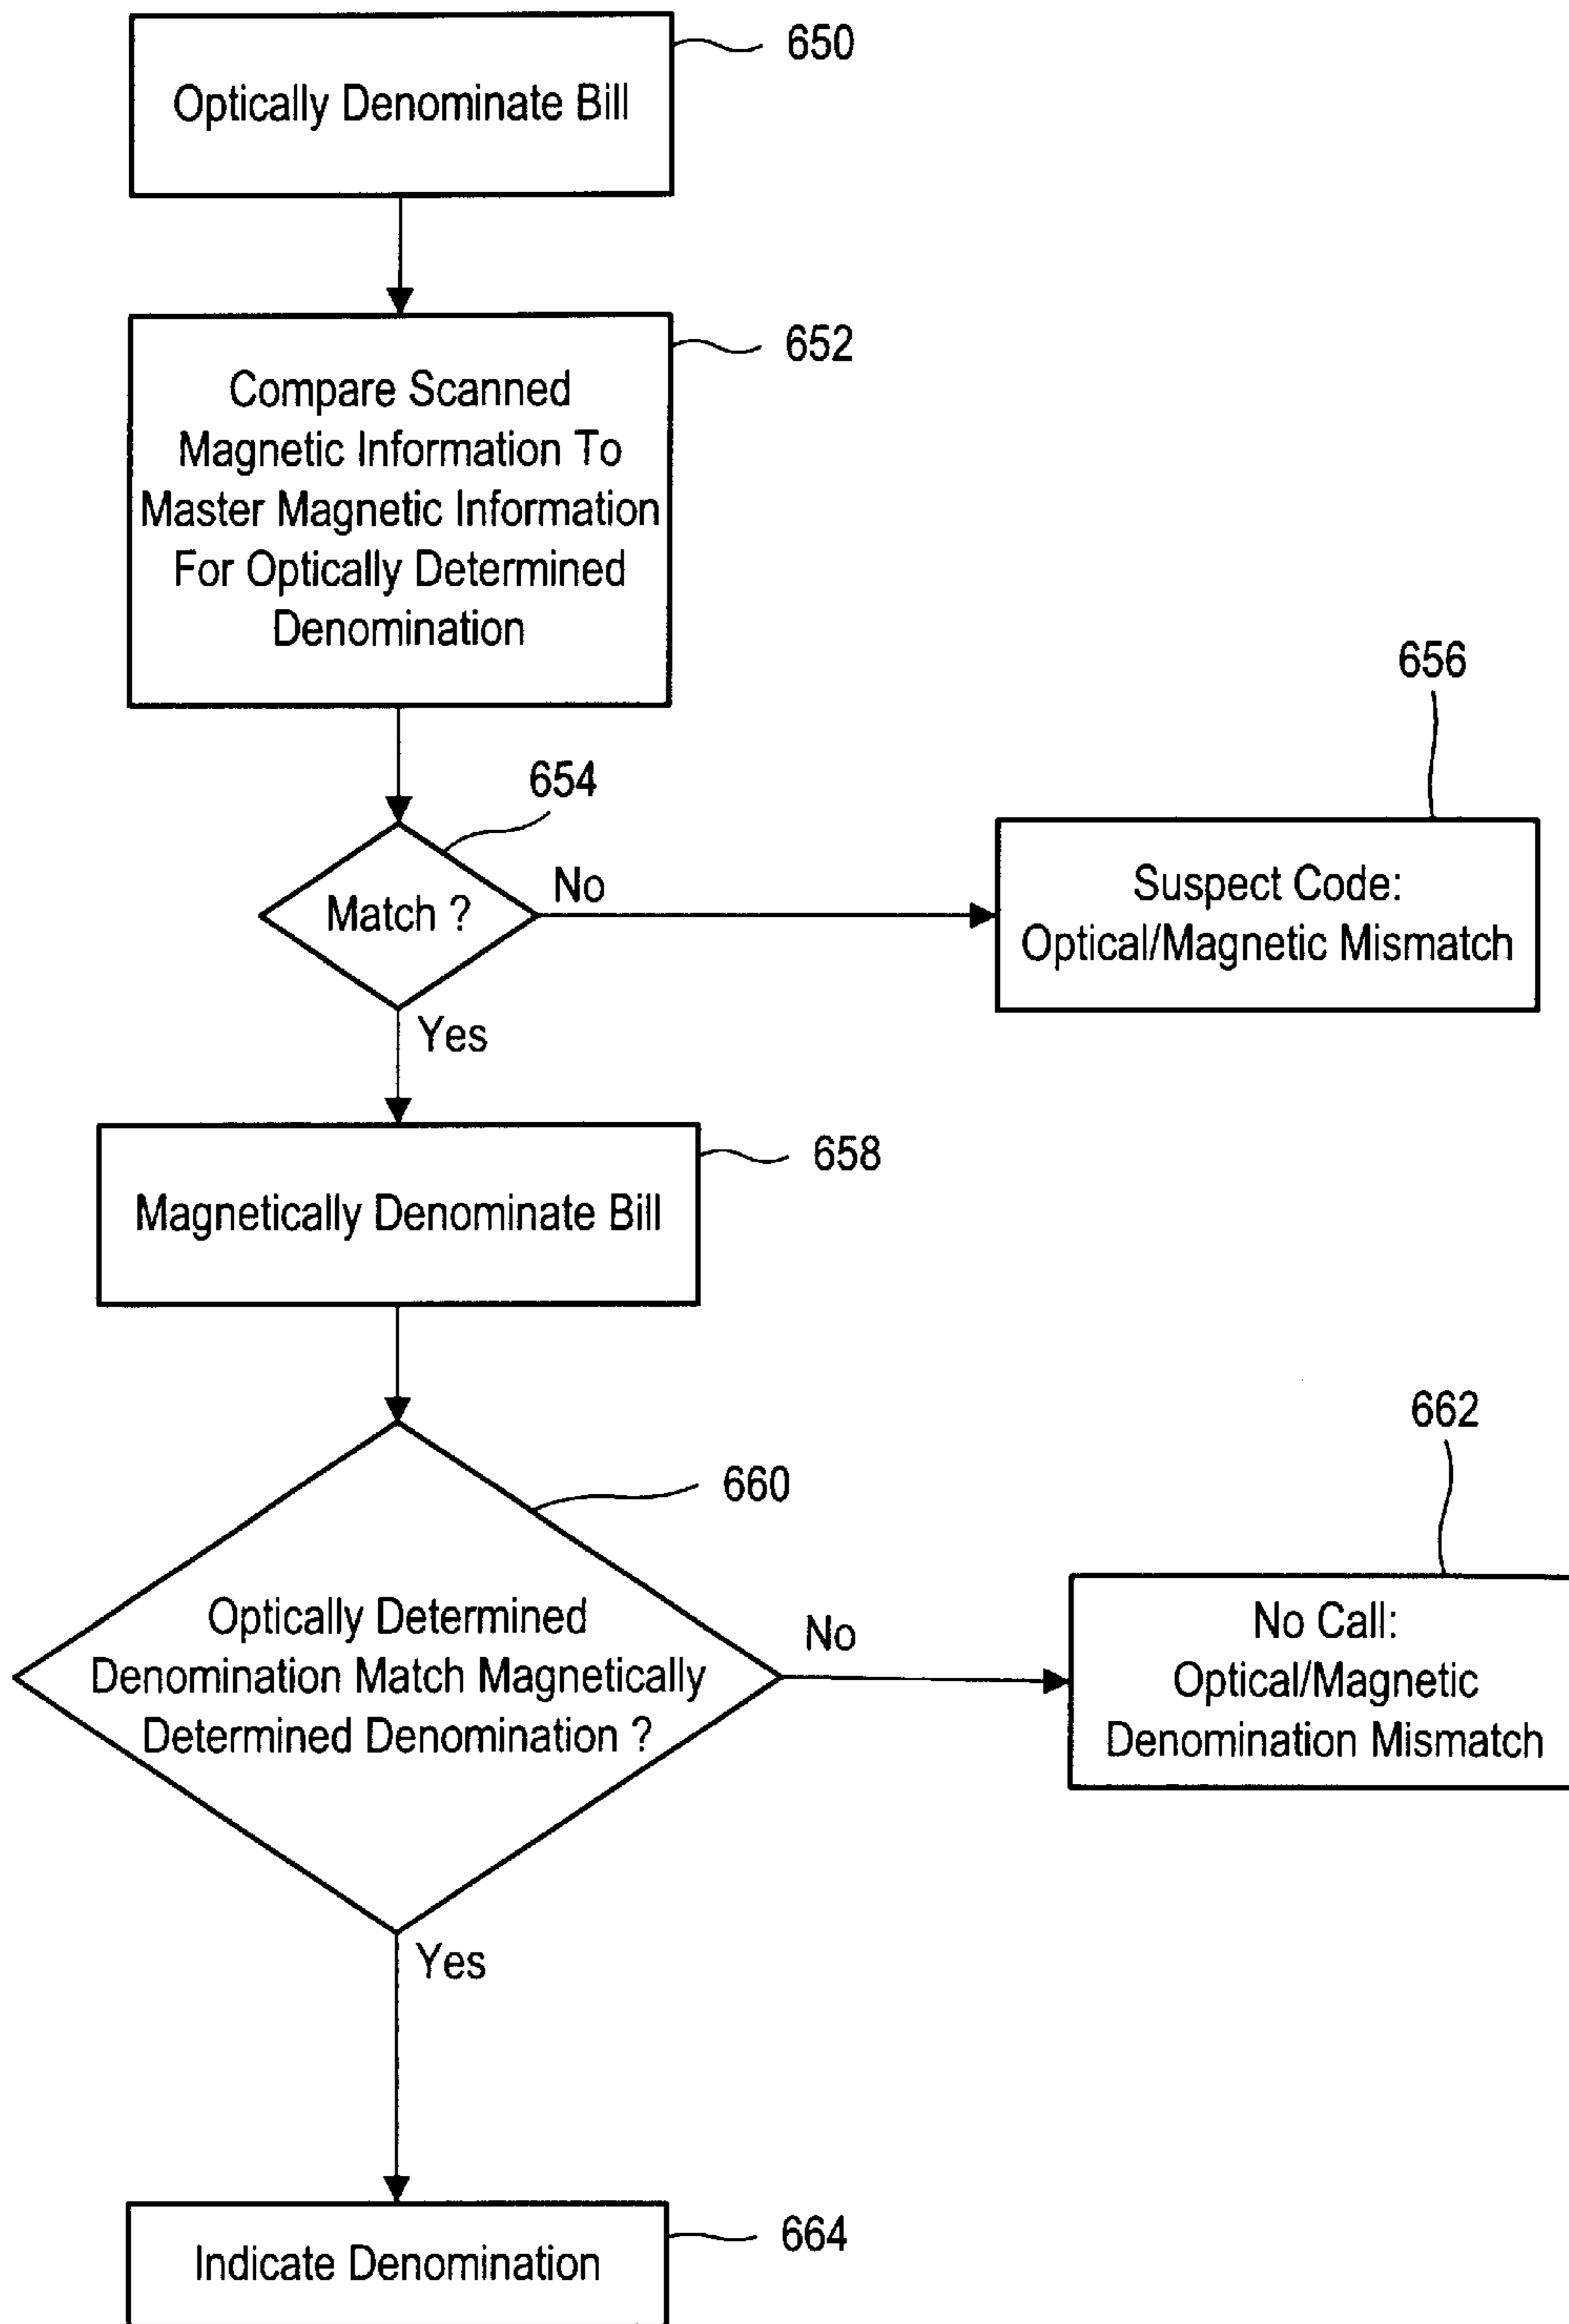 650
Optically Denominate Bill
652
Compare Scanned
Magnetic Information To
Master Magnetic Information
For Optically Determined
Denomination
654
Match ?
No
656
Suspect Code:
Optical/Magnetic Mismatch
Yes
658
Magnetically Denominate Bill
660
Optically Determined
Denomination Match Magnetically
Determined Denomination ?
No
662
No Call:
Optical/Magnetic
Denomination Mismatch
Yes
664
Indicate Denomination